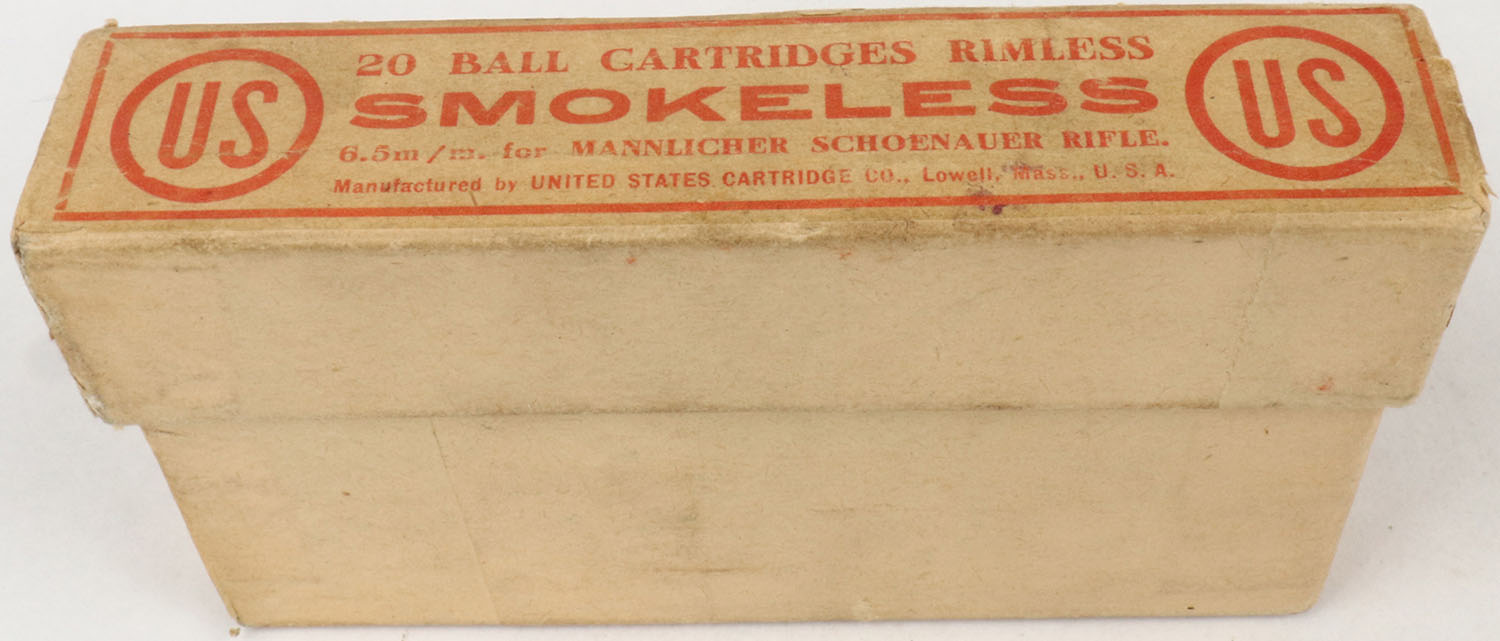 US
20 BALL CARTRIDGES RIMLESS
SMOKELESS
6.5m/m. for MANNLICHER SCHOENAUER RIFLE.
Manufactured by UNITED STATES CARTRIDGE CO., Lowell, Mass., U. S. A.
US